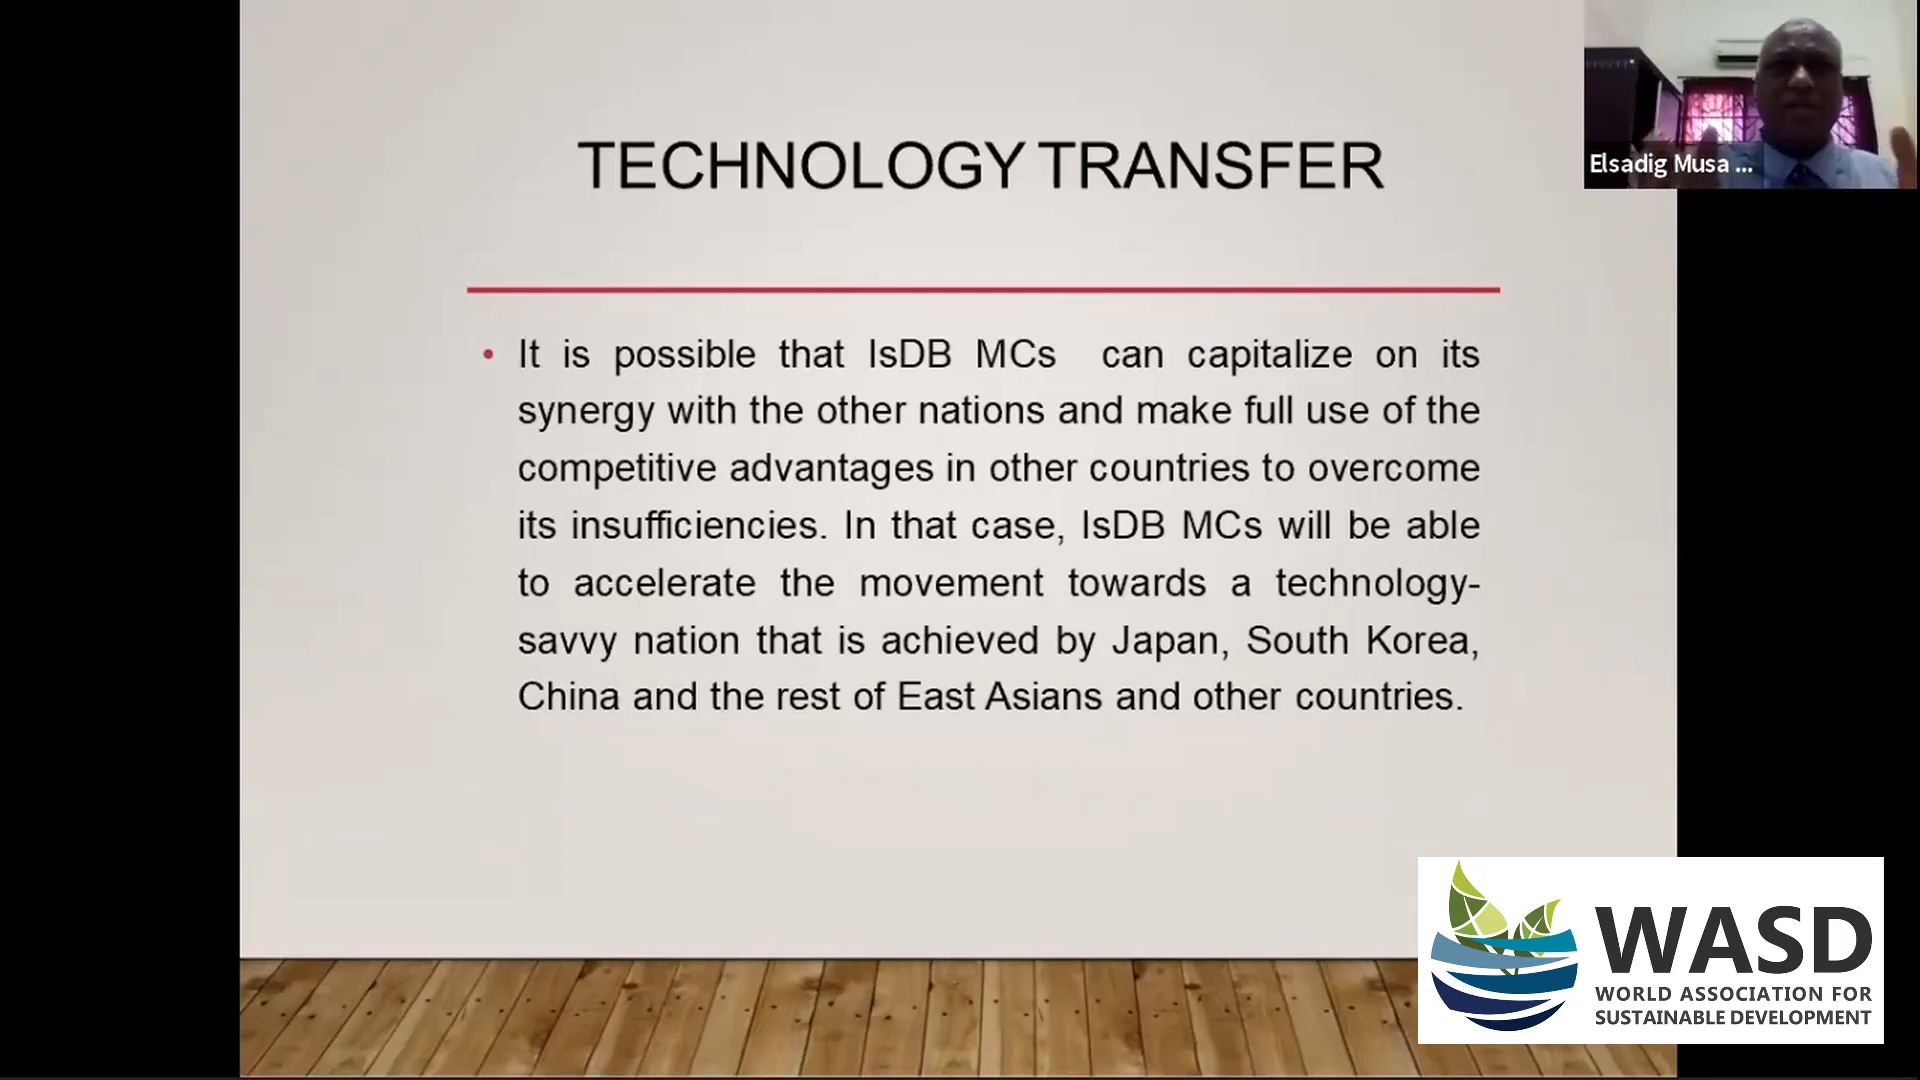 TECHNOLOGY TRANSFER
Elsadig Musa ...
• It is possible that IsDB MCs can capitalize on its
synergy with the other nations and make full use of the
competitive advantages in other countries to overcome
its insufficiencies. In that case, IsDB MCs will be able
to accelerate the movement towards a technology-
savvy nation that is achieved by Japan, South Korea,
China and the rest of East Asians and other countries.
WASD
WORLD ASSOCIATION FOR
SUSTAINABLE DEVELOPMENT